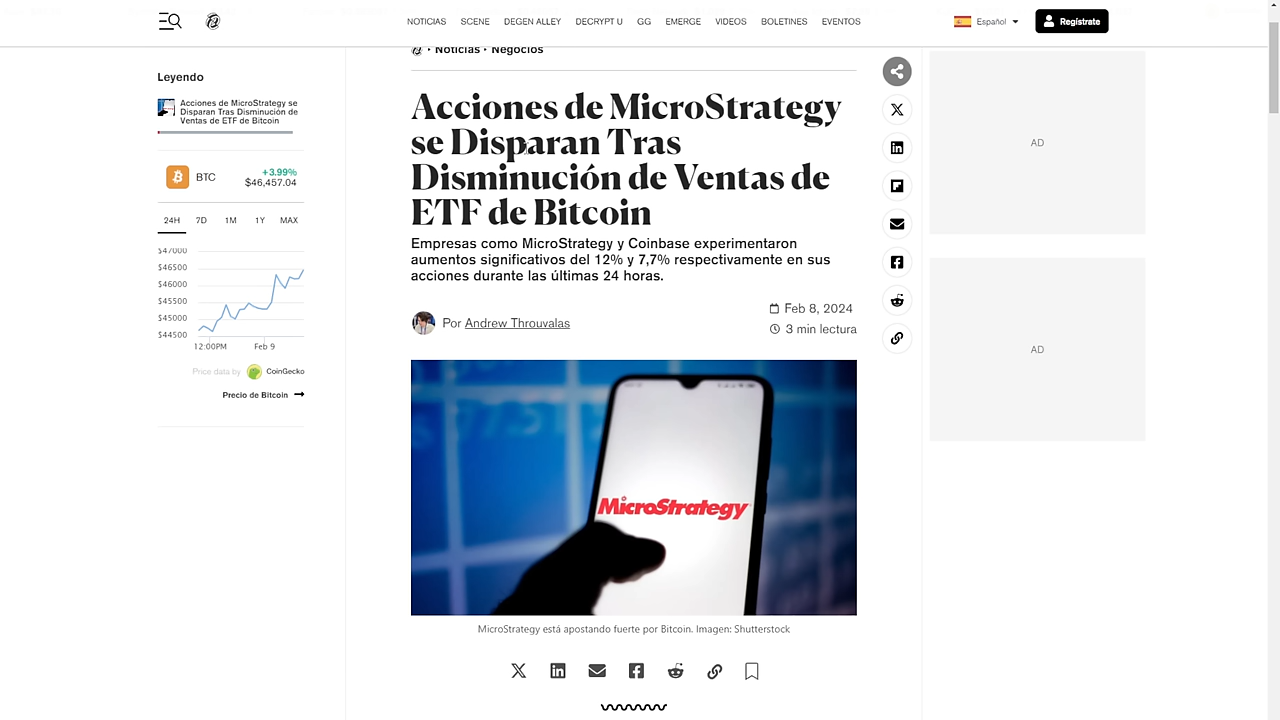 NOTICIAS SCENE DEGEN ALLEY DECRYPT U GG EMERGE VIDEOS BOLETINES EVENTOS
Español
Regístrate
Noticias Negocios
Leyendo
Acciones de MicroStrategy se
Disparan Tras Disminución de
Ventas de ETF de Bitcoin
BTC
+3.99%
$46,457.04
24H 7D 1M 1Y MAX
$47000
$46500
$46000
$45500
$45000
$44500
12:00PM Feb 9
Price data by CoinGecko
Precio de Bitcoin
Acciones de MicroStrategy
se Disparan Tras
Disminución de Ventas de
ETF de Bitcoin
Empresas como MicroStrategy y Coinbase experimentaron
aumentos significativos del 12% y 7,7% respectivamente en sus
acciones durante las últimas 24 horas.
Por Andrew Throuvalas
Feb 8, 2024
3 min lectura
MicroStrategy
MicroStrategy está apostando fuerte por Bitcoin. Imagen: Shutterstock
AD
AD